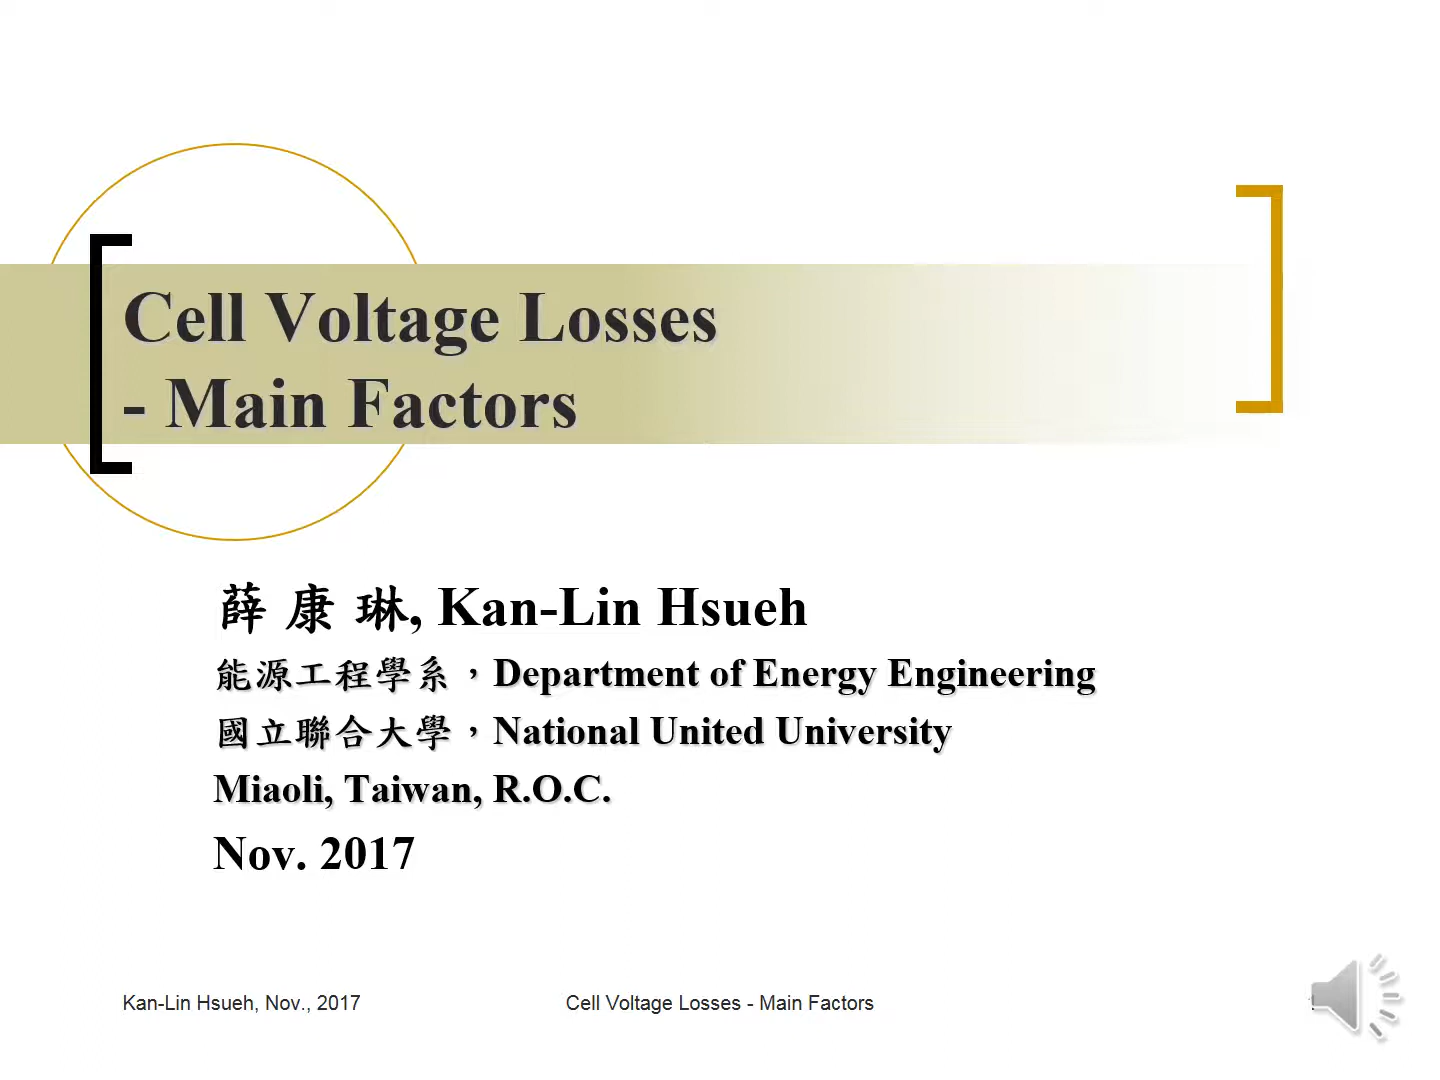 Cell Voltage Losses
- Main Factors
薛 康 琳, Kan-Lin Hsueh
能源工程學系，Department of Energy Engineering
國立聯合大學，National United University
Miaoli, Taiwan, R.O.C.
Nov. 2017
Kan-Lin Hsueh, Nov., 2017
Cell Voltage Losses - Main Factors